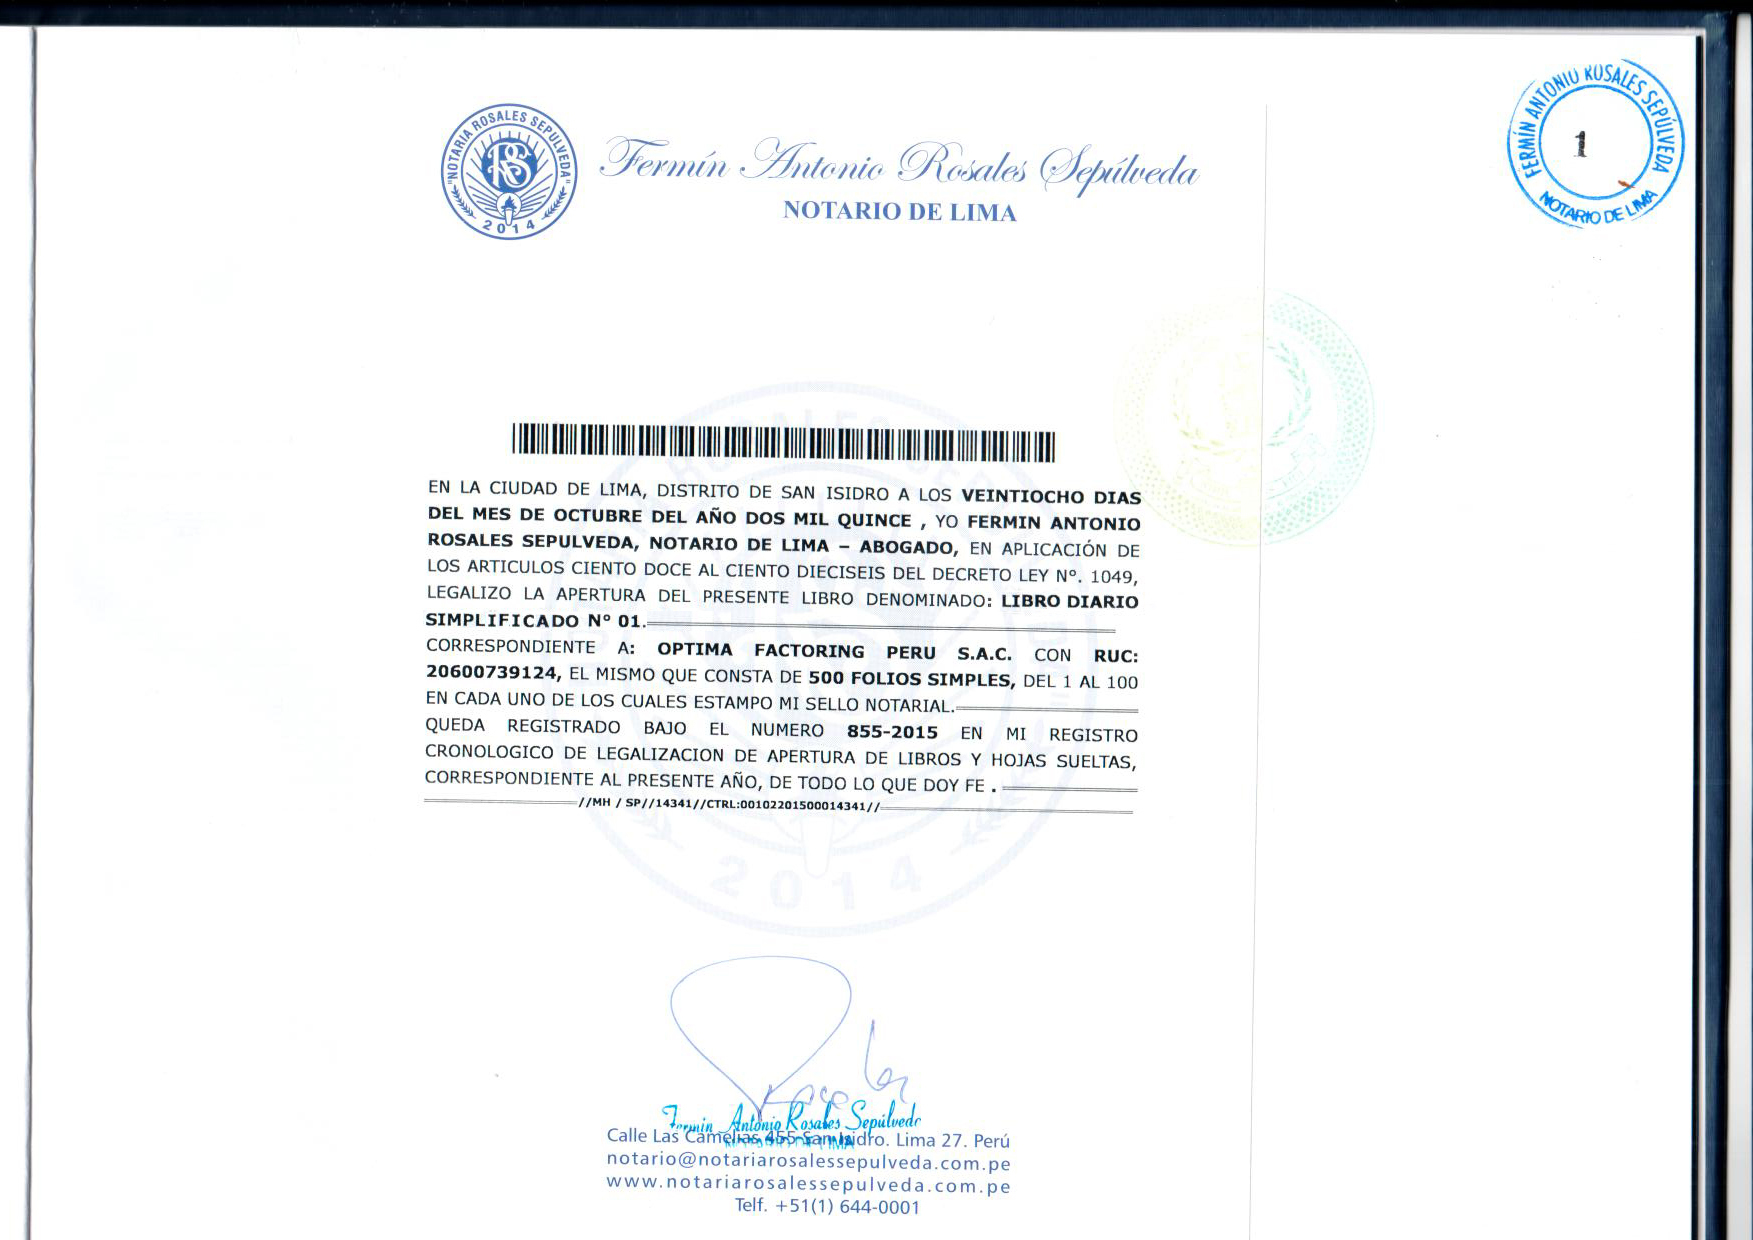 "NOTARIA ROSALES SEPULVEDA"
RS
2014
Fermín Antonio Rosales Sepúlveda
NOTARIO DE LIMA
FERMÍN ANTONIO ROSALES SEPÚLVEDA
1
NOTARIO DE LIMA
EN LA CIUDAD DE LIMA, DISTRITO DE SAN ISIDRO A LOS VEINTIOCHO DIAS
DEL MES DE OCTUBRE DEL AÑO DOS MIL QUINCE , YO FERMIN ANTONIO
ROSALES SEPULVEDA, NOTARIO DE LIMA – ABOGADO, EN APLICACIÓN DE
LOS ARTICULOS CIENTO DOCE AL CIENTO DIECISEIS DEL DECRETO LEY Nº. 1049,
LEGALIZO LA APERTURA DEL PRESENTE LIBRO DENOMINADO: LIBRO DIARIO
SIMPLIFICADO Nº 01.
CORRESPONDIENTE A: OPTIMA FACTORING PERU S.A.C. CON RUC:
20600739124, EL MISMO QUE CONSTA DE 500 FOLIOS SIMPLES, DEL 1 AL 100
EN CADA UNO DE LOS CUALES ESTAMPO MI SELLO NOTARIAL.
QUEDA REGISTRADO BAJO EL NUMERO 855-2015 EN MI REGISTRO
CRONOLOGICO DE LEGALIZACION DE APERTURA DE LIBROS Y HOJAS SUELTAS,
CORRESPONDIENTE AL PRESENTE AÑO, DE TODO LO QUE DOY FE .
//MH / SP//14341//CTRL:00102201500014341//
2014
Fermín Antonio Rosales Sepúlveda
Calle Las Camelias 455 San Isidro. Lima 27. Perú
notario@notariarosalessepulveda.com.pe
www.notariarosalessepulveda.com.pe
Telf. +51(1) 644-0001